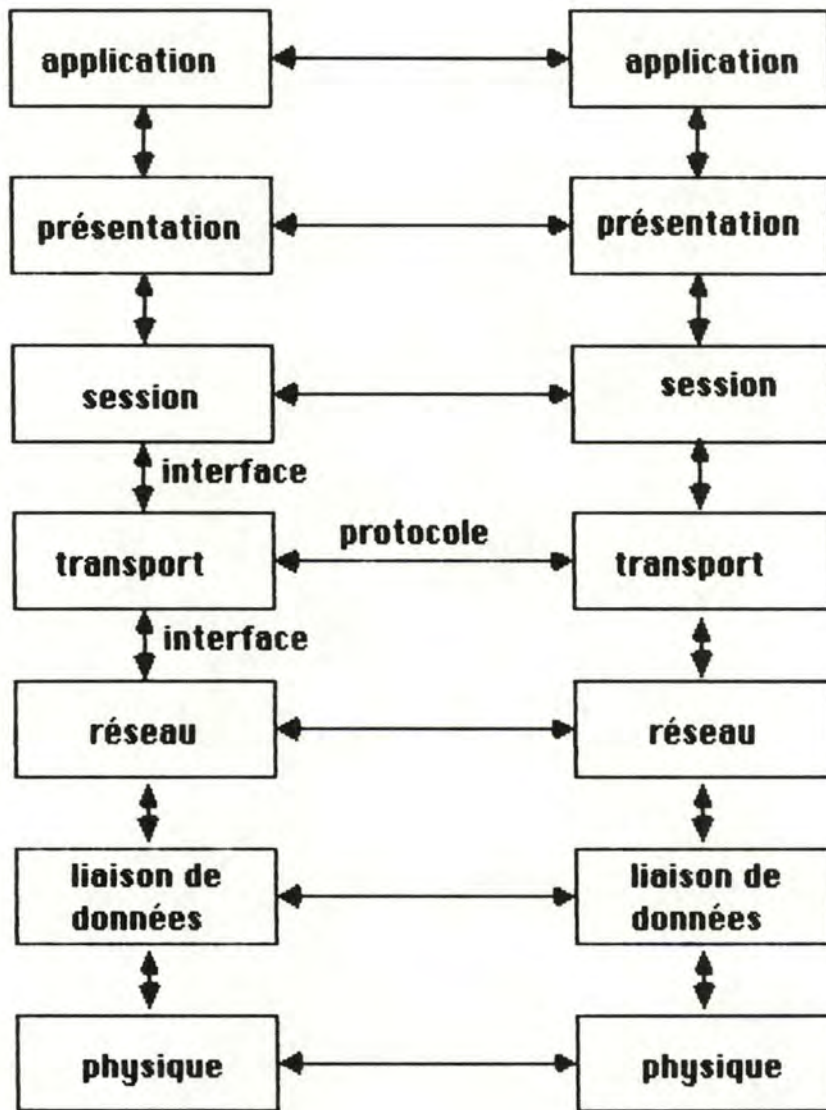 application application
présentation présentation
session session
interface
protocole
transport transport
interface
réseau réseau
liaison de liaison de
données données
physique physique